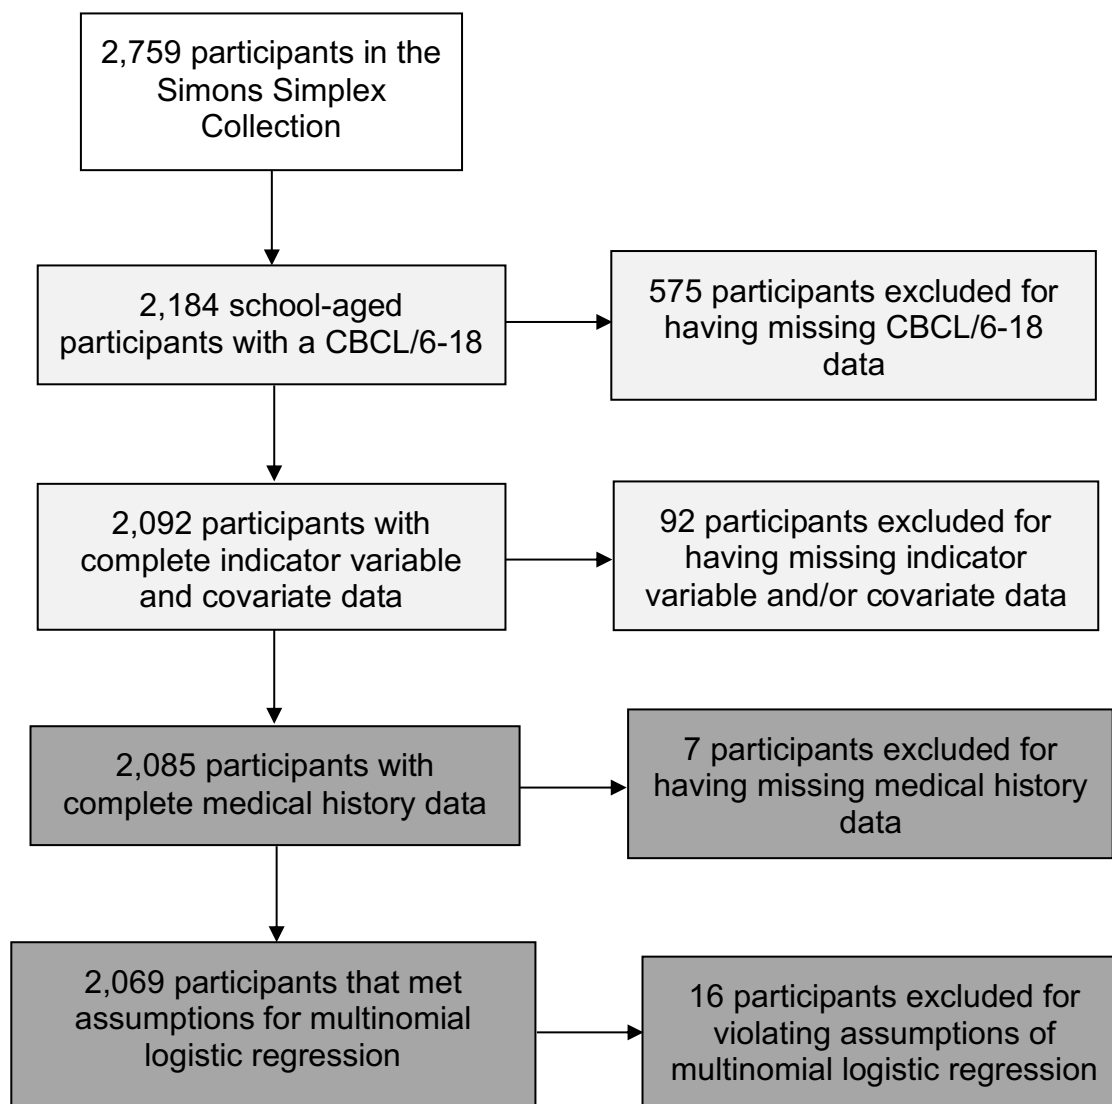 2,759 participants in the
Simons Simplex
Collection
2,184 school-aged
participants with a CBCL/6-18
575 participants excluded for
having missing CBCL/6-18
data
2,092 participants with
complete indicator variable
and covariate data
92 participants excluded for
having missing indicator
variable and/or covariate data
2,085 participants with
complete medical history data
7 participants excluded for
having missing medical history
data
2,069 participants that met
assumptions for multinomial
logistic regression
16 participants excluded for
violating assumptions of
multinomial logistic regression